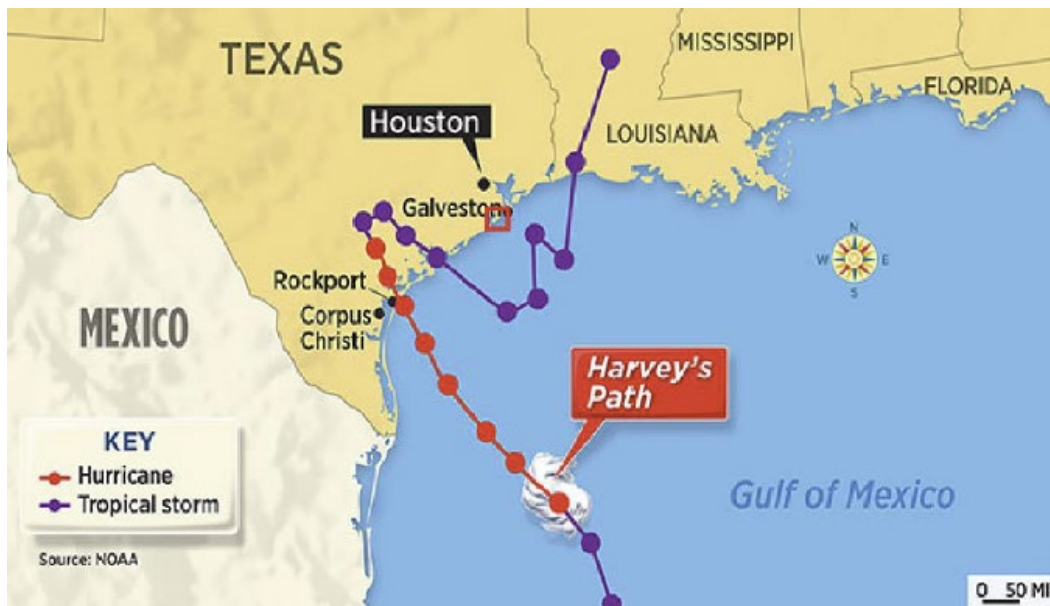 TEXAS
MISSISSIPPI
FLORIDA
Houston
LOUISIANA
Galveston
N
W E
S
Rockport
Corpus
Christi
MEXICO
Harvey's
Path
KEY
Hurricane
Tropical storm
Gulf of Mexico
Source: NOAA
0 50 MI